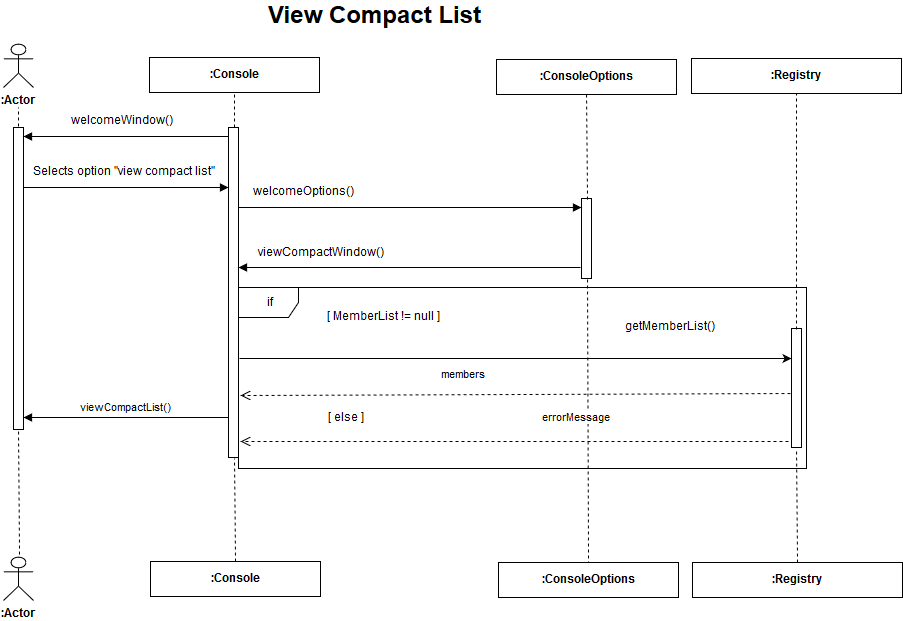 View Compact List
:Console
:ConsoleOptions
:Registry
:Actor
welcomeWindow()
Selects option "view compact list"
welcomeOptions()
viewCompactWindow()
if
[ MemberList != null ]
getMemberList()
members
viewCompactList()
[ else ]
errorMessage
:Console
:ConsoleOptions
:Registry
:Actor